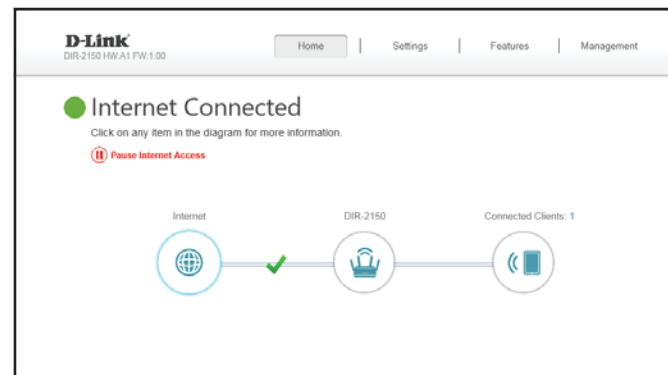 D-Link
DIR-2150 HW:A1 FW:1.00
Home
Settings
Features
Management
Internet Connected
Click on any item in the diagram for more information.
Pause Internet Access
Internet
DIR-2150
Connected Clients: 1